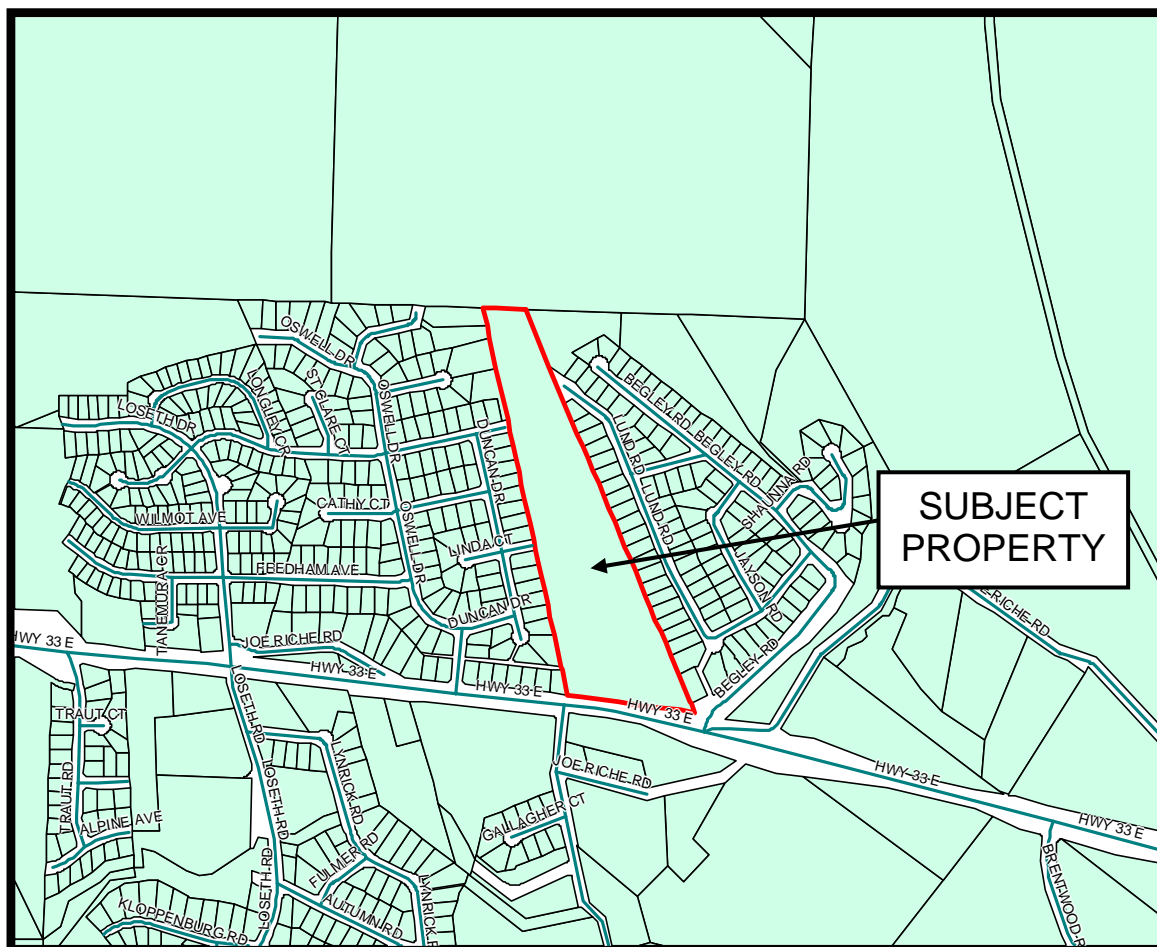 OSWELL DR
ST CLARE CT
LONGLEY CR
LOSETH DR
OSWELL DR
DUNCAN DR
BEGLEY RD
BEGLEY RD
LUND RD
LUND RD
SHAUNNA RD
SUBJECT
PROPERTY
CATHY CT
WILMOT AVE
OSWELL DR
LINDA CT
JAYSON RD
FEEDHAM AVE
TANEMURA CR
DUNCAN DR
JOE RICHE RD
HWY 33 E
HWY 33 E
HWY 33 E
HWY 33 E
BEGLEY RD
RICHE RD
LOSETH RD
TRAUT CT
TRAUT RD
LOSETH RD
LYNRICK RD
JOE RICHE RD
HWY 33 E
HWY 33 E
GALLAGHER CT
ALPINE AVE
FULMER RD
LOSETH RD
AUTUMN RD
LYNRICK R
KLOPPENBURG RD
BRENTWOOD R